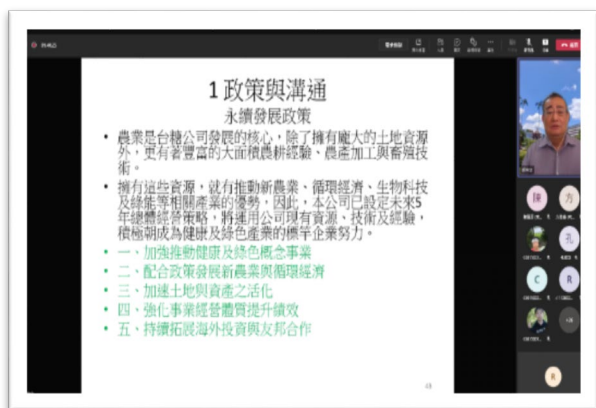 1 政策與溝通
永續發展政策
• 農業是台糖公司發展的核心，除了擁有龐大的土地資源
外，更有著豐富的大面積農耕經驗、農產加工與畜殖技
術。
• 擁有這些資源，就有推動新農業、循環經濟、生物科技
及綠能等相關產業的優勢，因此，本公司已設定未來5
年總體經營策略，將運用公司現有資源、技術及經驗，
積極朝成為健康及綠色產業的標竿企業努力。
• 一、加強推動健康及綠色概念事業
• 二、配合政策發展新農業與循環經濟
• 三、加速土地與資產之活化
• 四、強化事業經營體質提升績效
• 五、持續拓展海外投資與友邦合作
陳
方
孔
C
R
R